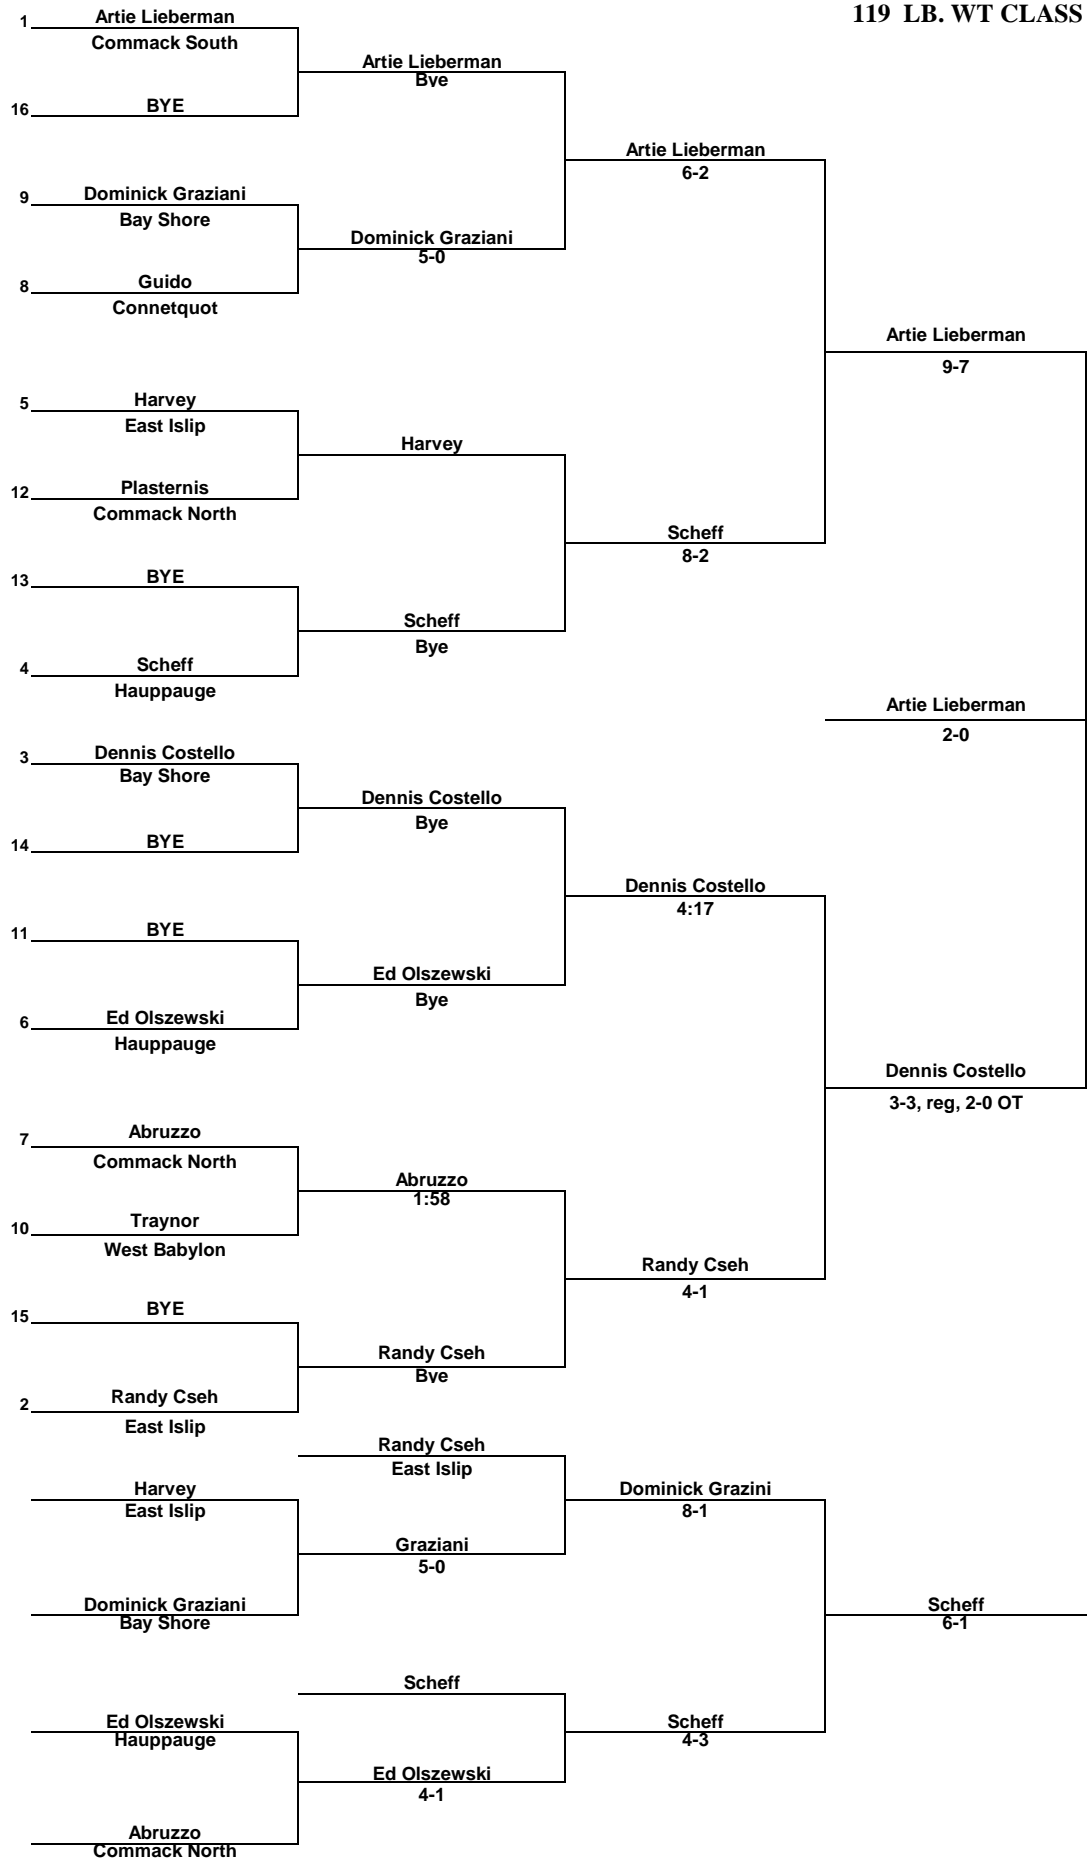 119 LB. WT CLASS
1 Artie Lieberman
Commack South
Artie Lieberman
Bye
16 BYE
Artie Lieberman
6-2
9 Dominick Graziani
Bay Shore
Dominick Graziani
5-0
8 Guido
Connetquot
Artie Lieberman
9-7
5 Harvey
East Islip
Harvey
12 Plasternis
Commack North
Scheff
8-2
13 BYE
Scheff
Bye
4 Scheff
Hauppauge
Artie Lieberman
2-0
3 Dennis Costello
Bay Shore
Dennis Costello
Bye
14 BYE
Dennis Costello
4:17
11 BYE
Ed Olszewski
Bye
6 Ed Olszewski
Hauppauge
Dennis Costello
3-3, reg, 2-0 OT
7 Abruzzo
Commack North
Abruzzo
1:58
10 Traynor
West Babylon
Randy Cseh
4-1
15 BYE
Randy Cseh
Bye
2 Randy Cseh
East Islip
Randy Cseh
East Islip
Harvey
East Islip
Dominick Grazini
8-1
Graziani
5-0
Dominick Graziani
Bay Shore
Scheff
6-1
Scheff
Ed Olszewski
Hauppauge
Scheff
4-3
Ed Olszewski
4-1
Abruzzo
Commack North